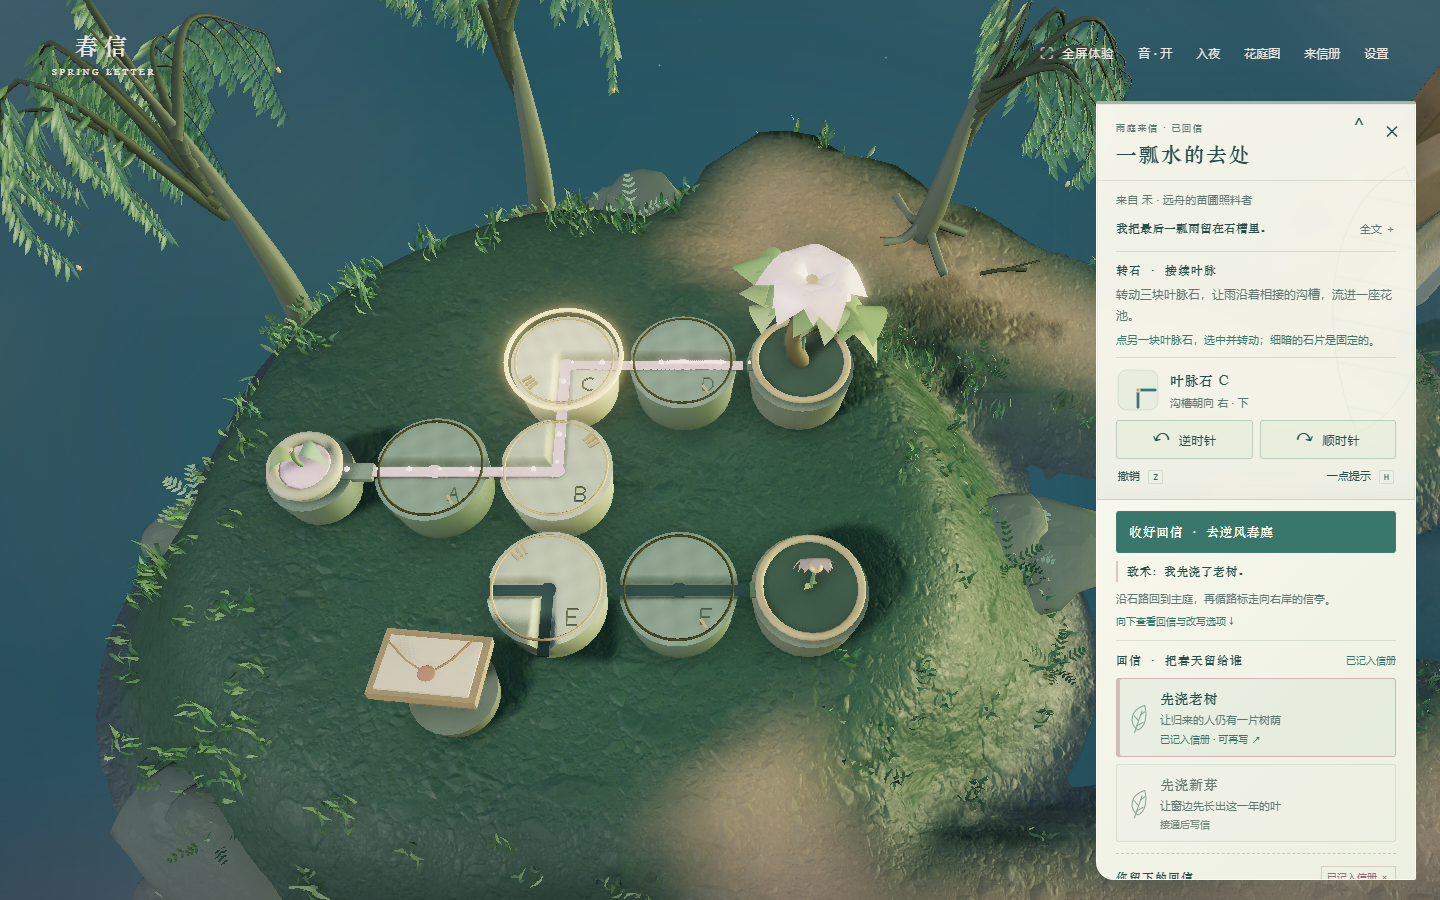 春信
SPRING LETTER
全屏体验
音·开
入夜
花庭图
来信册
设置
雨庭来信 · 已回信
一瓢水的去处
来自 禾 · 远舟的苗圃照料者
我把最后一瓢雨留在石槽里。
全文 +
转石 · 接续叶脉
转动三块叶脉石，让雨沿着相接的沟槽，流进一座花
池。
点另一块叶脉石，选中并转动；细暗的石片是固定的。
叶脉石 C
沟槽朝向 右 · 下
逆时针
顺时针
撤销 Z
一点提示 H
收好回信 · 去逆风春庭
致禾：我先浇了老树。
沿石路回到主庭，再循路标走向右岸的信亭。
向下查看回信与改写选项 ↓
回信 · 把春天留给谁
已记入信册
先浇老树
让归来的人仍有一片树荫
已记入信册 · 可再写 ↗
先浇新芽
让窗边先长出这一年的叶
接通后写信
你留下的回信
已记入信册
C
D
A
B
E
F